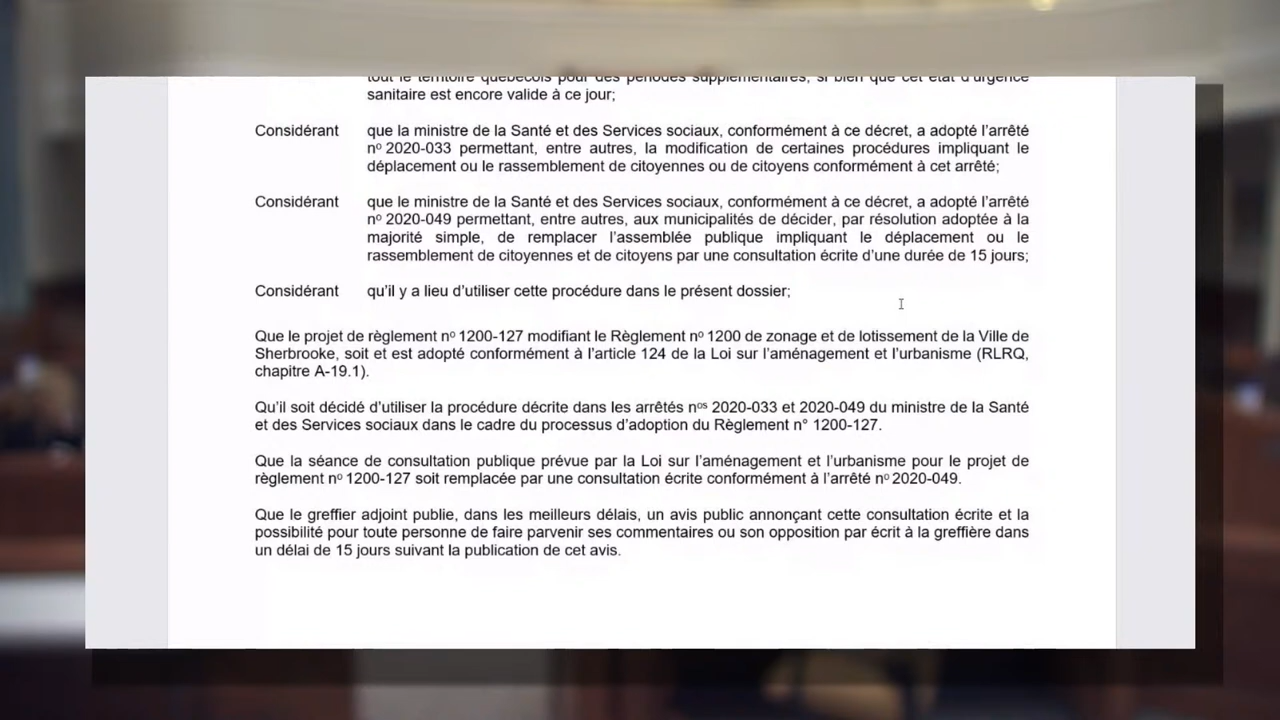 tout le territoire québécois pour des périodes supplémentaires, si bien que cet état d'urgence
sanitaire est encore valide à ce jour;
Considérant que la ministre de la Santé et des Services sociaux, conformément à ce décret, a adopté l'arrêté
nº 2020-033 permettant, entre autres, la modification de certaines procédures impliquant le
déplacement ou le rassemblement de citoyennes ou de citoyens conformément à cet arrêté;
Considérant que le ministre de la Santé et des Services sociaux, conformément à ce décret, a adopté l'arrêté
nº 2020-049 permettant, entre autres, aux municipalités de décider, par résolution adoptée à la
majorité simple, de remplacer l'assemblée publique impliquant le déplacement ou le
rassemblement de citoyennes et de citoyens par une consultation écrite d'une durée de 15 jours;
Considérant qu'il y a lieu d'utiliser cette procédure dans le présent dossier;
Que le projet de règlement nº 1200-127 modifiant le Règlement nº 1200 de zonage et de lotissement de la Ville de
Sherbrooke, soit et est adopté conformément à l'article 124 de la Loi sur l'aménagement et l'urbanisme (RLRQ,
chapitre A-19.1).
Qu'il soit décidé d'utiliser la procédure décrite dans les arrêtés nos 2020-033 et 2020-049 du ministre de la Santé
et des Services sociaux dans le cadre du processus d'adoption du Règlement n° 1200-127.
Que la séance de consultation publique prévue par la Loi sur l'aménagement et l'urbanisme pour le projet de
règlement nº 1200-127 soit remplacée par une consultation écrite conformément à l'arrêté nº 2020-049.
Que le greffier adjoint publie, dans les meilleurs délais, un avis public annonçant cette consultation écrite et la
possibilité pour toute personne de faire parvenir ses commentaires ou son opposition par écrit à la greffière dans
un délai de 15 jours suivant la publication de cet avis.